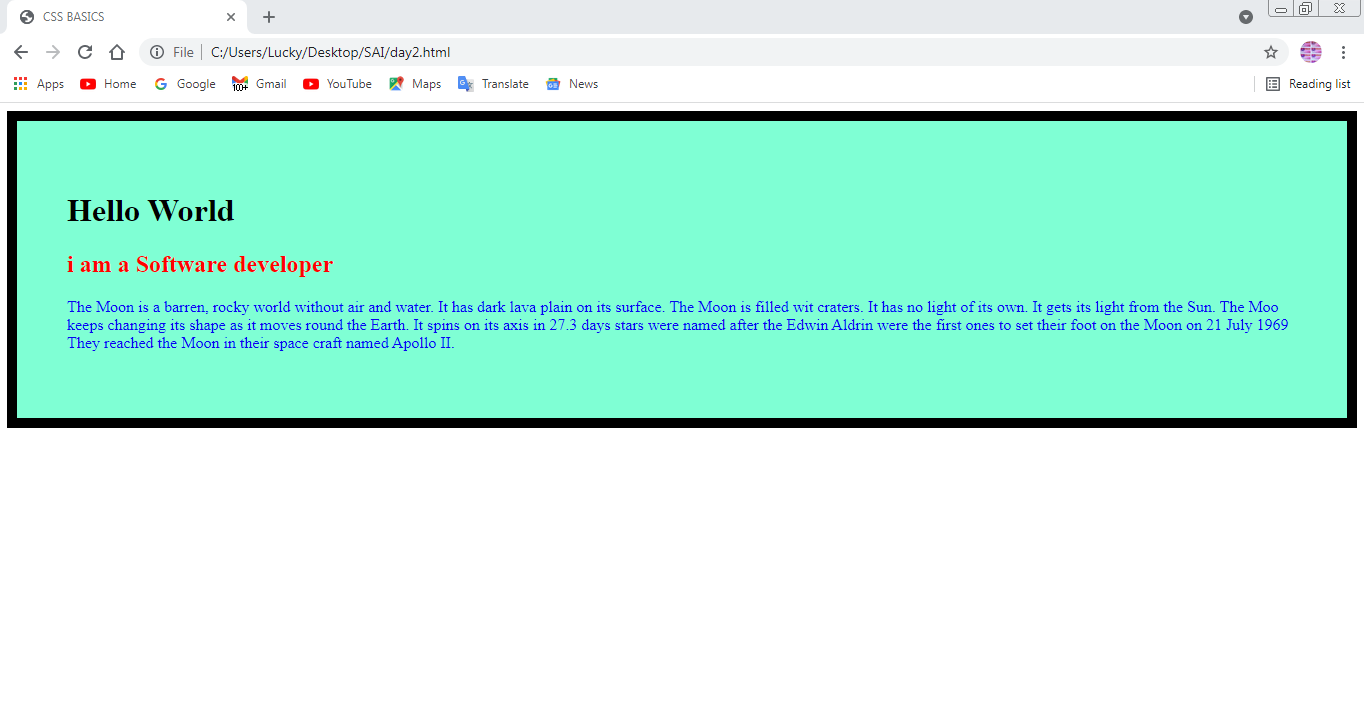 CSS BASICS
File C:/Users/Lucky/Desktop/SAI/day2.html
Apps Home Google 100+ Gmail YouTube Maps Translate News Reading list
Hello World
i am a Software developer
The Moon is a barren, rocky world without air and water. It has dark lava plain on its surface. The Moon is filled wit craters. It has no light of its own. It gets its light from the Sun. The Moo
keeps changing its shape as it moves round the Earth. It spins on its axis in 27.3 days stars were named after the Edwin Aldrin were the first ones to set their foot on the Moon on 21 July 1969
They reached the Moon in their space craft named Apollo II.